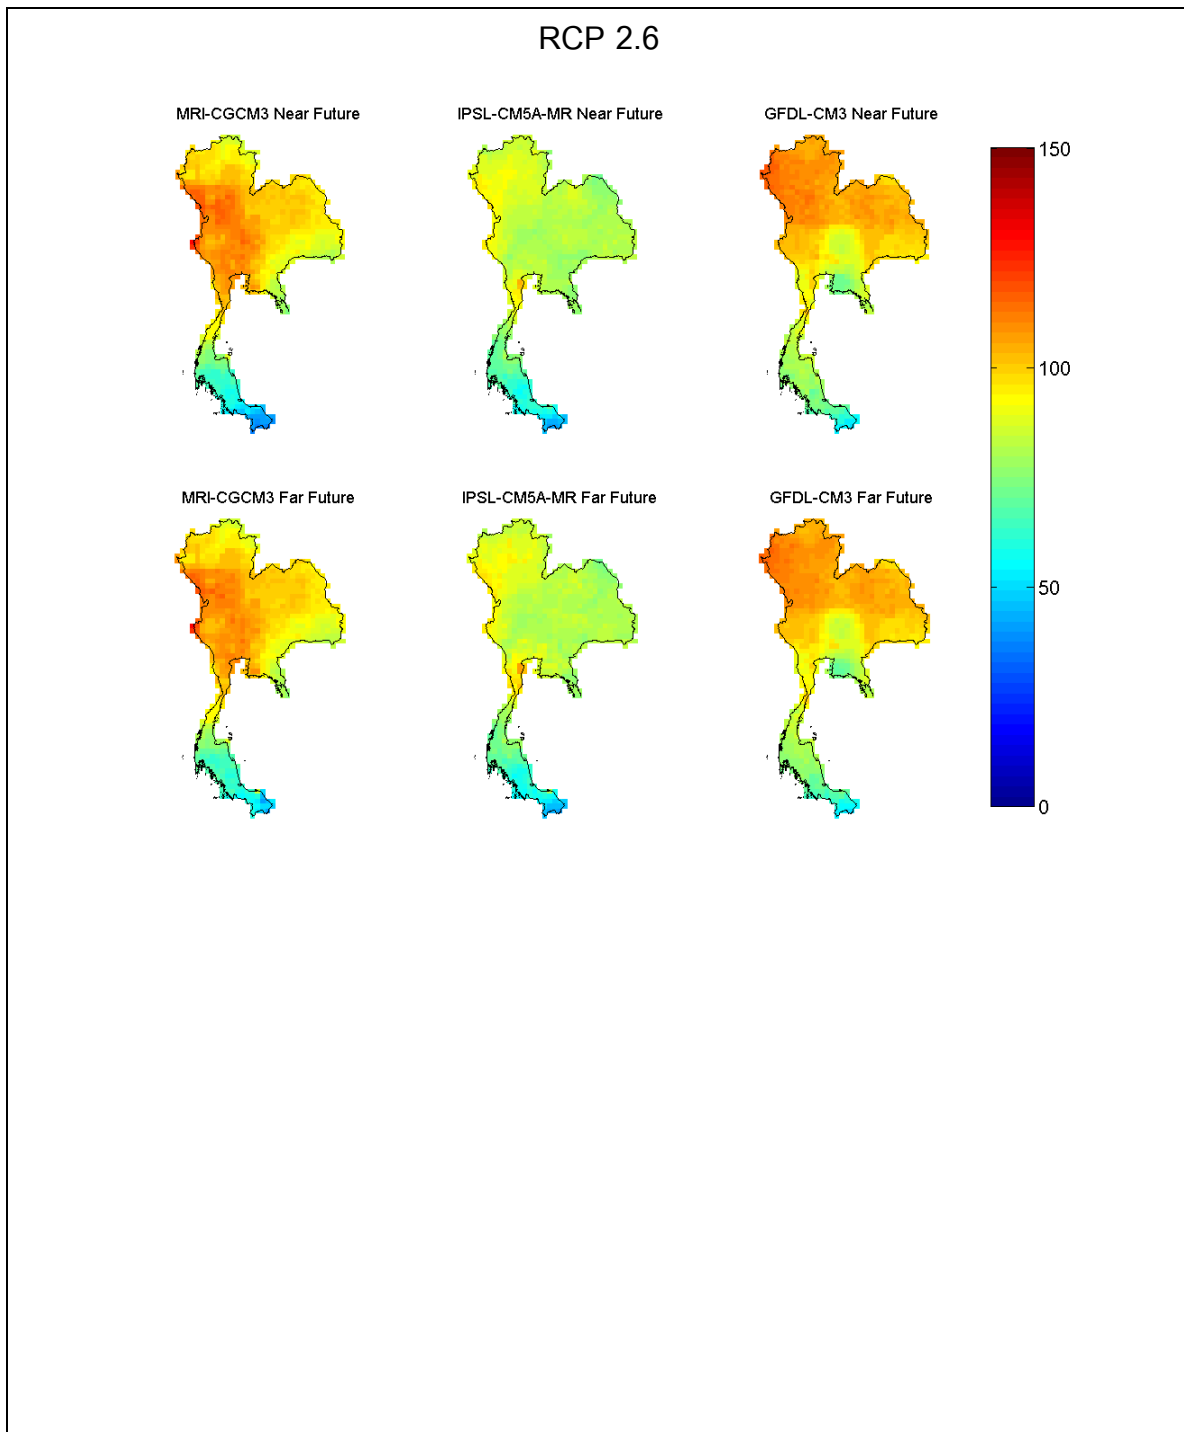 RCP 2.6
MRI-CGCM3 Near Future
IPSL-CM5A-MR Near Future
GFDL-CM3 Near Future
150
100
50
0
MRI-CGCM3 Far Future
IPSL-CM5A-MR Far Future
GFDL-CM3 Far Future